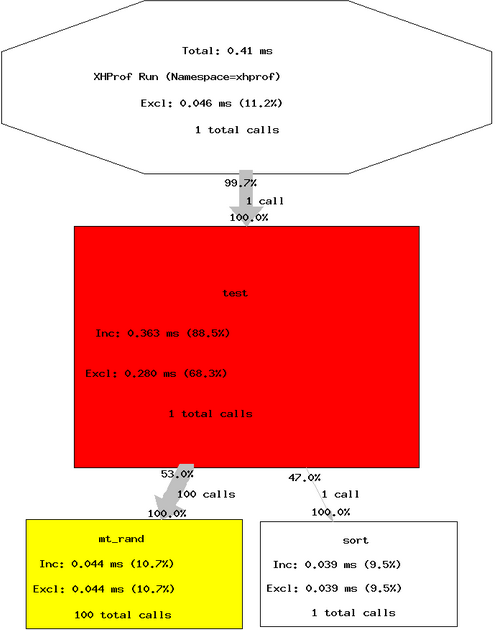 Total: 0.41 ms
XHProf Run (Namespace=xhprof)
Excl: 0.046 ms (11.2%)
1 total calls
99.7%
1 call
100.0%
test
Inc: 0.363 ms (88.5%)
Excl: 0.280 ms (68.3%)
1 total calls
53.0%
100 calls
100.0%
47.0%
1 call
100.0%
mt_rand
Inc: 0.044 ms (10.7%)
Excl: 0.044 ms (10.7%)
100 total calls
sort
Inc: 0.039 ms (9.5%)
Excl: 0.039 ms (9.5%)
1 total calls